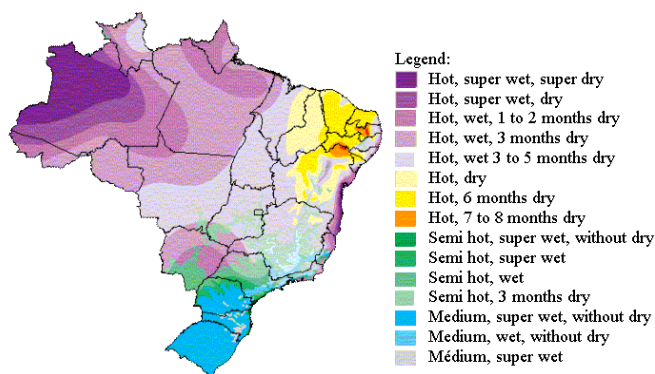 Legend:
Hot, super wet, super dry
Hot, super wet, dry
Hot, wet, 1 to 2 months dry
Hot, wet, 3 months dry
Hot, wet 3 to 5 months dry
Hot, dry
Hot, 6 months dry
Hot, 7 to 8 months dry
Semi hot, super wet, without dry
Semi hot, super wet
Semi hot, wet
Semi hot, 3 months dry
Medium, super wet, without dry
Medium, wet, without dry
Médium, super wet